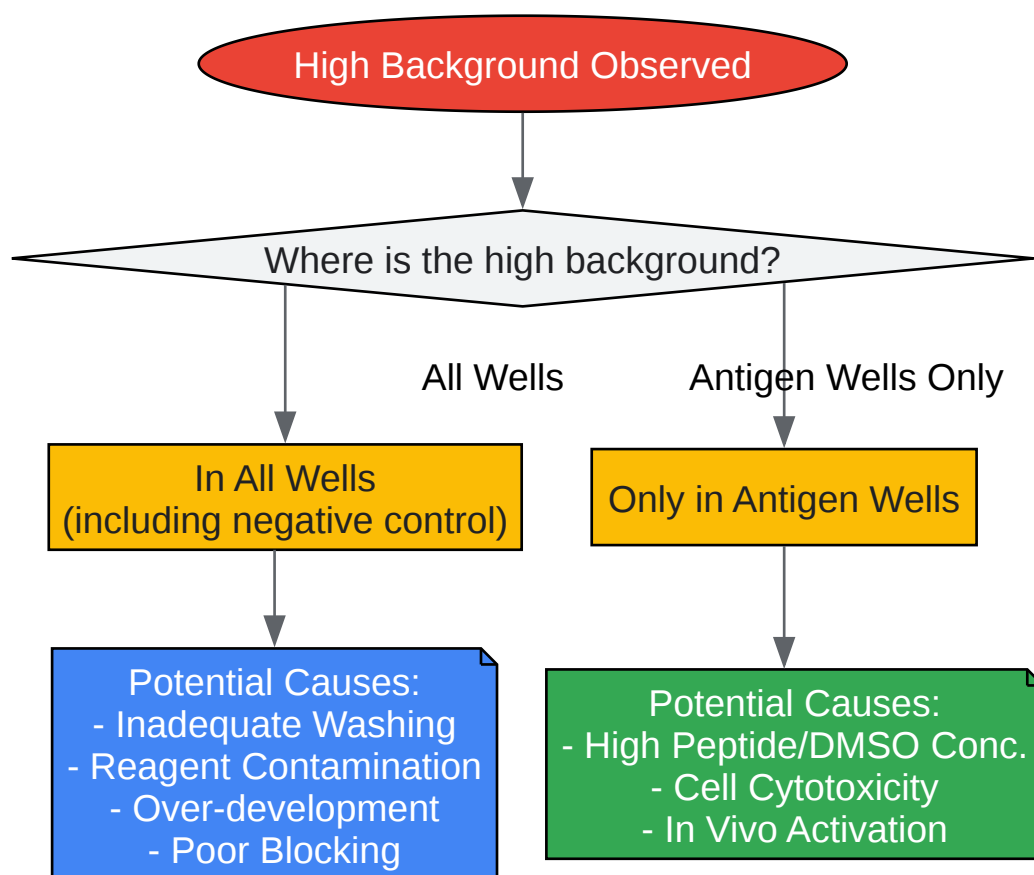 High Background Observed
Where is the high background?
All Wells
Antigen Wells Only
In All Wells
(including negative control)
Only in Antigen Wells
Potential Causes:
- Inadequate Washing
- Reagent Contamination
- Over-development
- Poor Blocking
Potential Causes:
- High Peptide/DMSO Conc.
- Cell Cytotoxicity
- In Vivo Activation